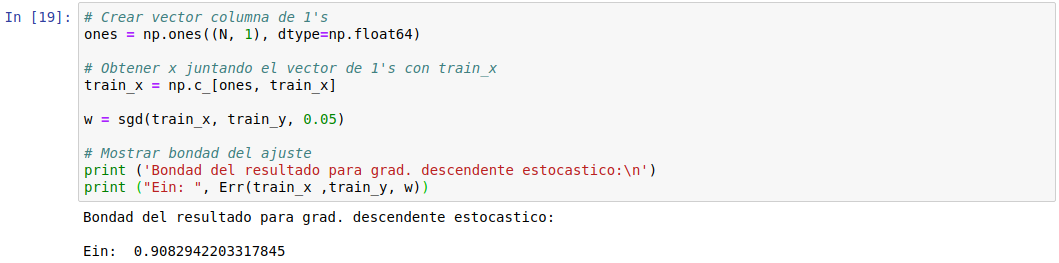 In [19]: # Crear vector columna de 1's
ones = np.ones((N, 1), dtype=np.float64)
# Obtener x juntando el vector de 1's con train_x
train_x = np.c_[ones, train_x]
w = sgd(train_x, train_y, 0.05)
# Mostrar bondad del ajuste
print ('Bondad del resultado para grad. descendente estocastico:\n')
print ("Ein: ", Err(train_x ,train_y, w))
Bondad del resultado para grad. descendente estocastico:
Ein:  0.9082942203317845